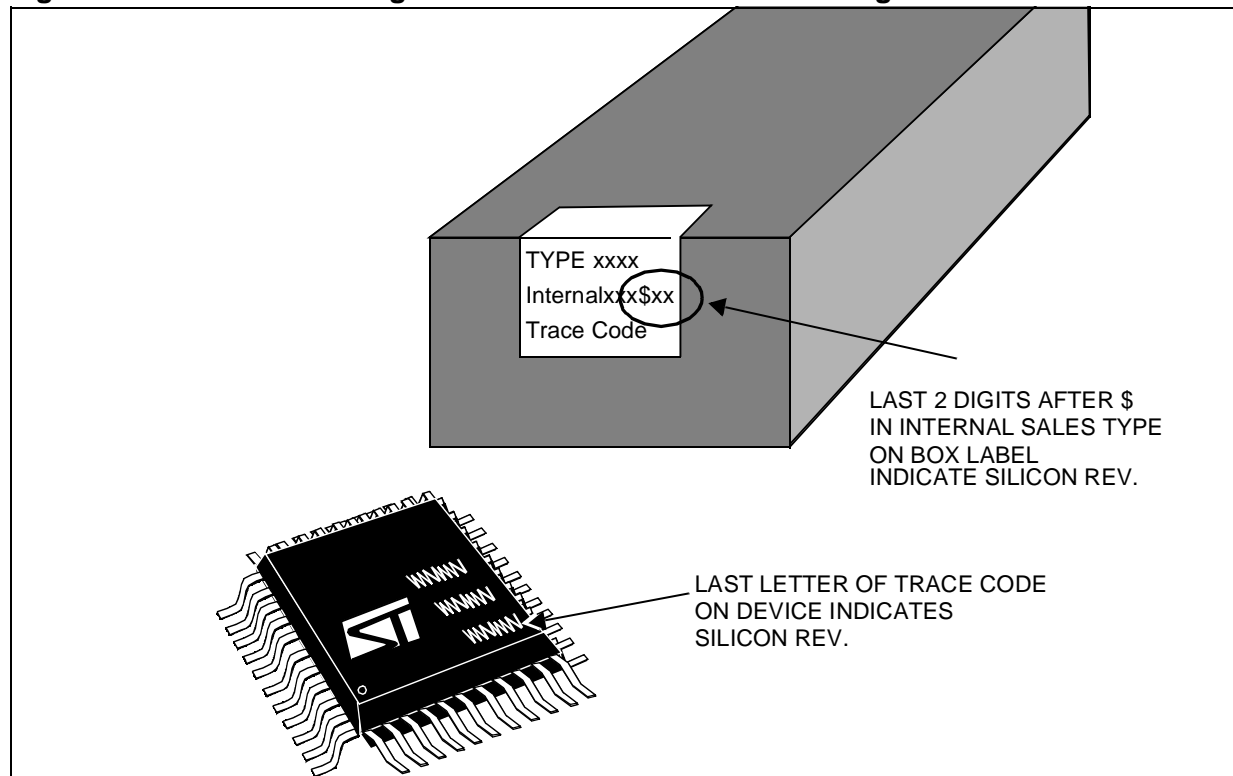 TYPE xxxx
Internalxxx$xx
Trace Code
LAST 2 DIGITS AFTER $
IN INTERNAL SALES TYPE
ON BOX LABEL
INDICATE SILICON REV.
LAST LETTER OF TRACE CODE
ON DEVICE INDICATES
SILICON REV.
ST